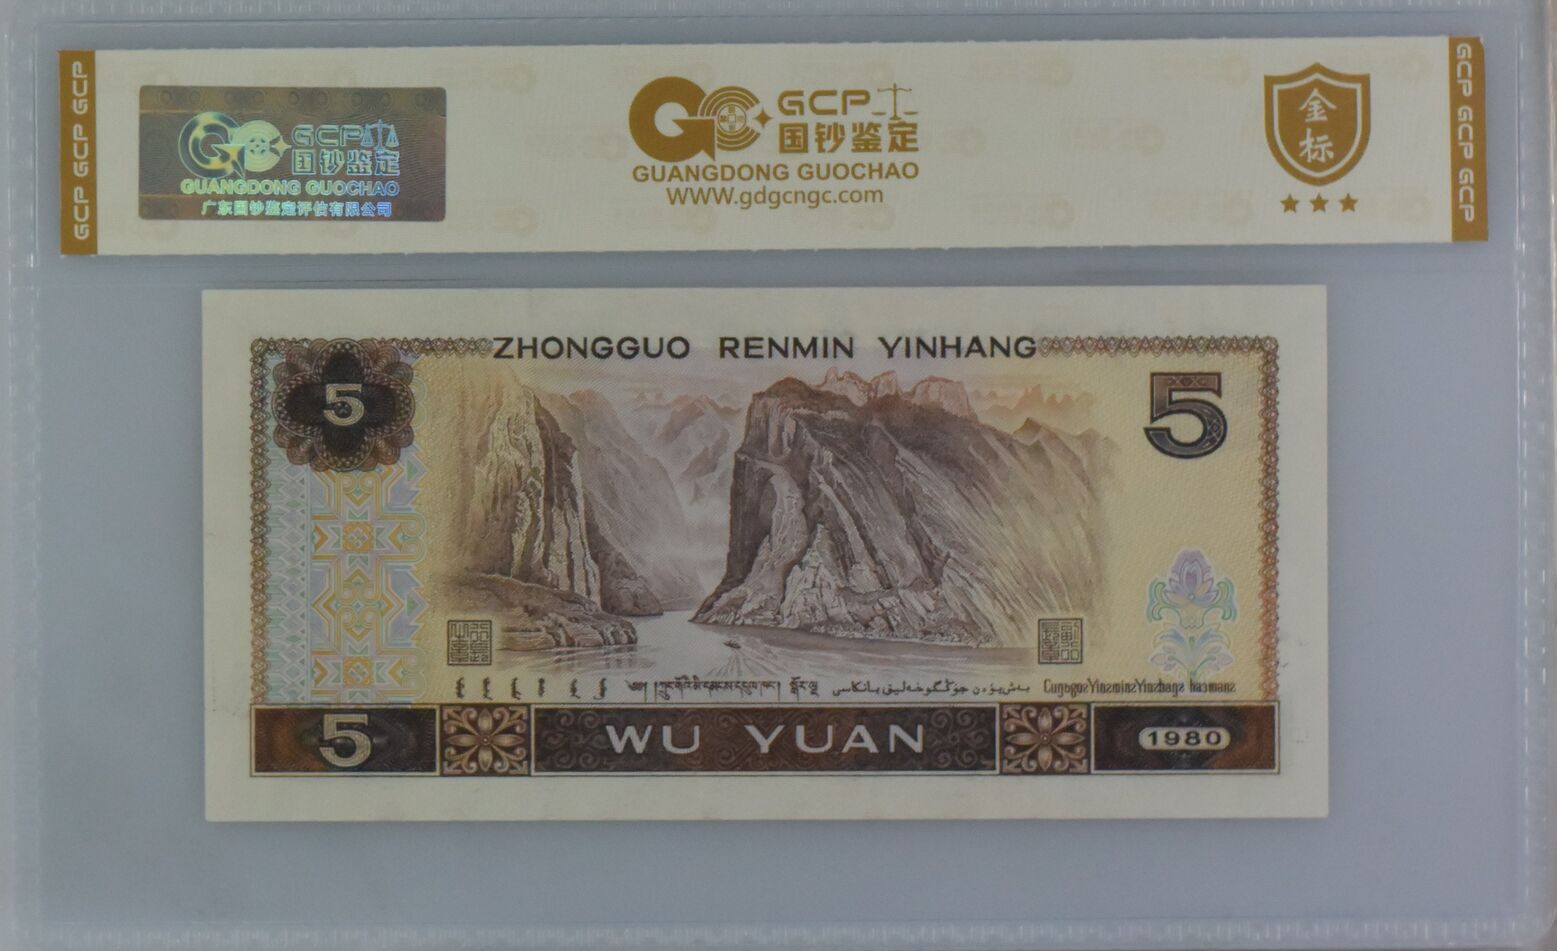 GCP GCP GCP
GCP
国钞鉴定
GUANGDONG GUOCHAO
广东国钞鉴定评估有限公司
GCP
国钞鉴定
GUANGDONG GUOCHAO
WWW.gdgcngc.com
金
标
GCP GCP GCP
ZHONGGUO RENMIN YINHANG
5
5
5
WU YUAN
1980